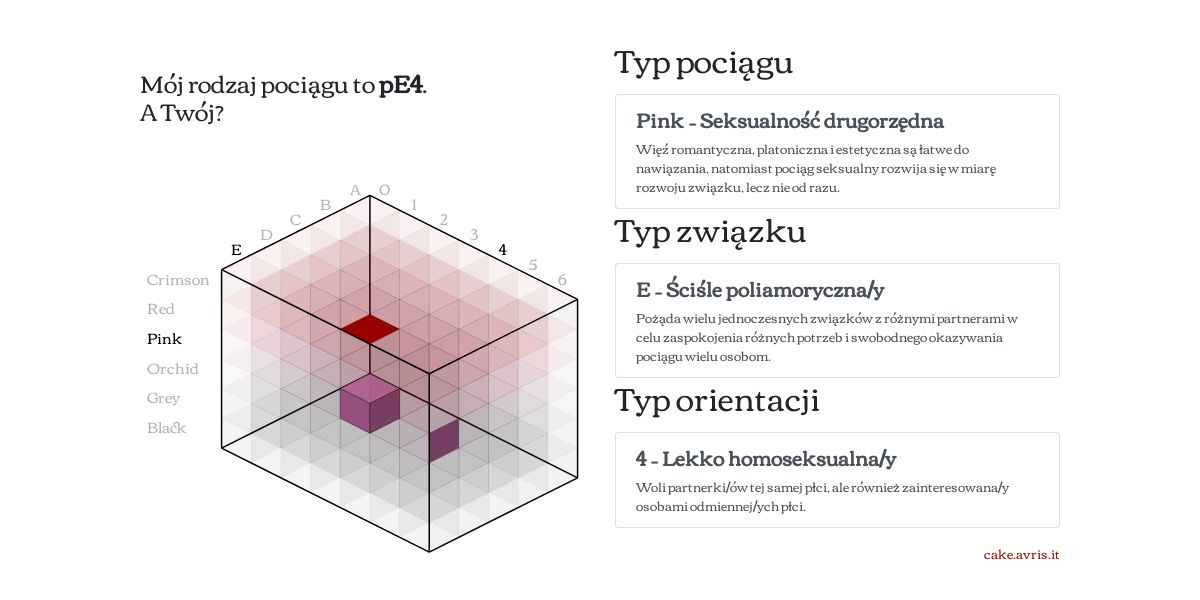 Mój rodzaj pociągu to pE4.
A Twój?
A O
B 1
C 2
D 3
E 4
5
6
Crimson
Red
Pink
Orchid
Grey
Black
Typ pociągu
Pink – Seksualność drugorzędna
Więź romantyczna, platoniczna i estetyczna są łatwe do
nawiązania, natomiast pociąg seksualny rozwija się w miarę
rozwoju związku, lecz nie od razu.
Typ związku
E – Ściśle poliamoryczna/y
Pożąda wielu jednoczesnych związków z różnymi partnerami w
celu zaspokojenia różnych potrzeb i swobodnego okazywania
pociągu wielu osobom.
Typ orientacji
4 – Lekko homoseksualna/y
Woli partnerki/ów tej samej płci, ale również zainteresowana/y
osobami odmiennej/ych płci.
cake.avris.it